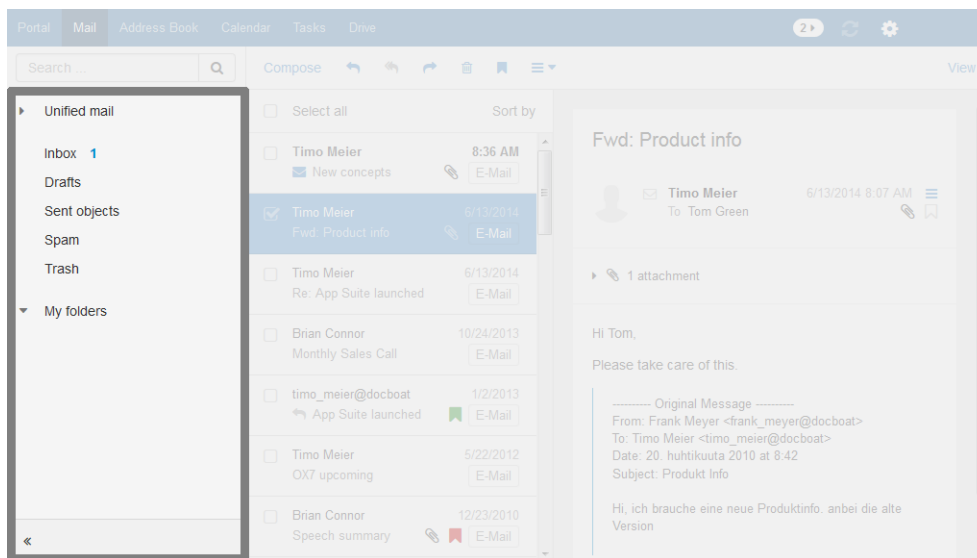 Portal Mail Address Book Calendar Tasks Drive 2
Search ...
Compose View
Unified mail
Inbox 1
Drafts
Sent objects
Spam
Trash
My folders
«
Select all Sort by
Timo Meier 8:36 AM
New concepts E-Mail
Timo Meier 6/13/2014
Fwd: Product info E-Mail
Timo Meier 6/13/2014
Re: App Suite launched E-Mail
Brian Connor 10/24/2013
Monthly Sales Call E-Mail
timo_meier@docboat 1/2/2013
App Suite launched E-Mail
Timo Meier 5/22/2012
OX7 upcoming E-Mail
Brian Connor 12/23/2010
Speech summary E-Mail
Fwd: Product info
Timo Meier 6/13/2014 8:07 AM
To Tom Green
1 attachment
Hi Tom,
Please take care of this.
---------- Original Message ----------
From: Frank Meyer <frank_meyer@docboat>
To: Timo Meier <timo_meier@docboat>
Date: 20. huhtikuuta 2010 at 8:42
Subject: Produkt Info
Hi, ich brauche eine neue Produktinfo. anbei die alte
Version